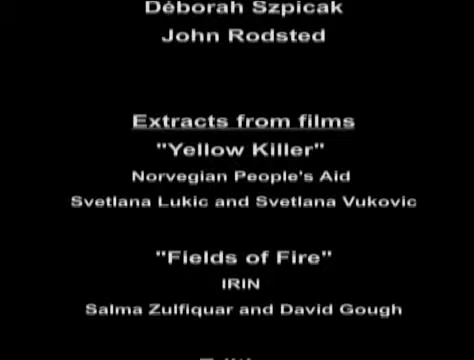 Déborah Szpicak
John Rodsted
Extracts from films
"Yellow Killer"
Norwegian People's Aid
Svetlana Lukic and Svetlana Vukovic
"Fields of Fire"
IRIN
Salma Zulfiquar and David Gough